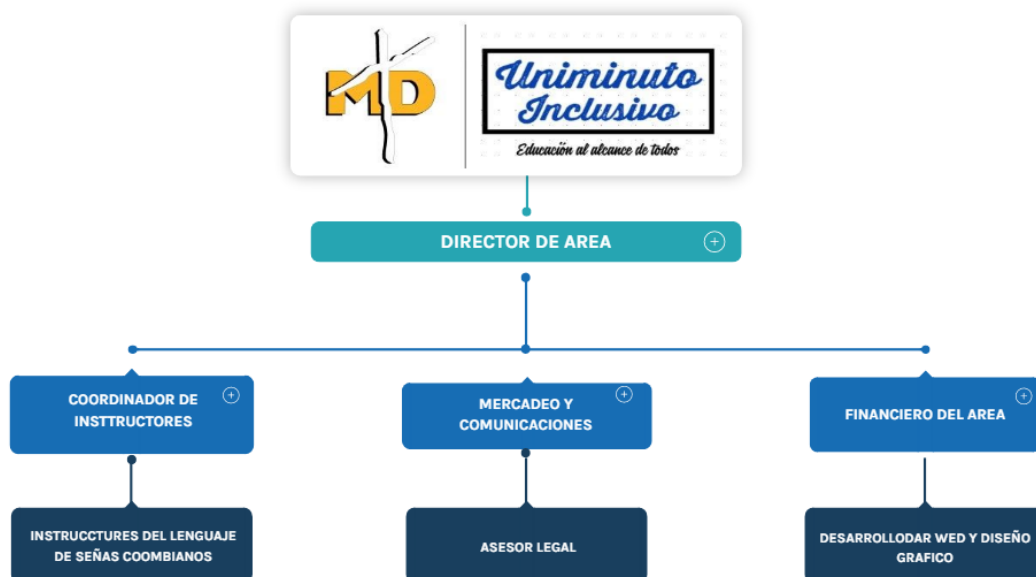 MD
Uniminuto
Inclusivo
Educación al alcance de todos
DIRECTOR DE AREA
COORDINADOR DE
INSTTRUCTORES
MERCADEO Y
COMUNICACIONES
FINANCIERO DEL AREA
INSTRUCCTURES DEL LENGUAJE
DE SEÑAS COOMBIANOS
ASESOR LEGAL
DESARROLLODAR WED Y DISEÑO
GRAFICO